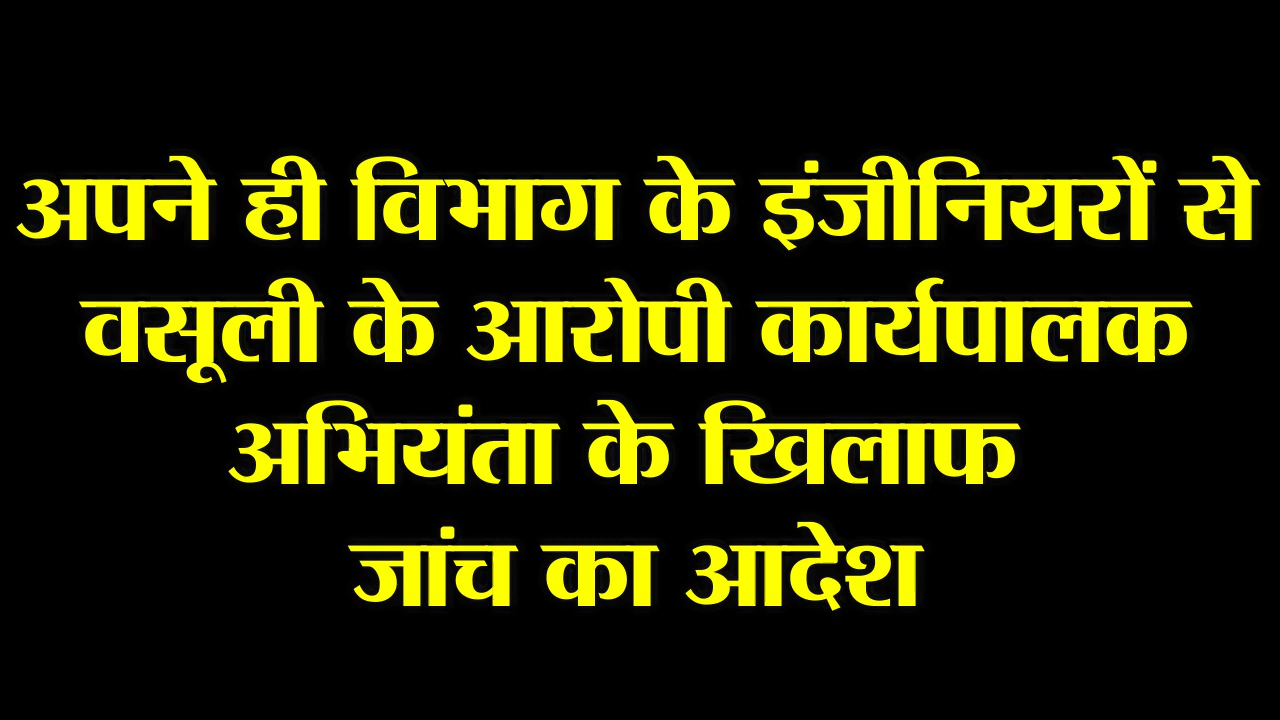 अपने ही विभाग के इंजीनियरों से
वसूली के आरोपी कार्यपालक
अभियंता के खिलाफ
जांच का आदेश